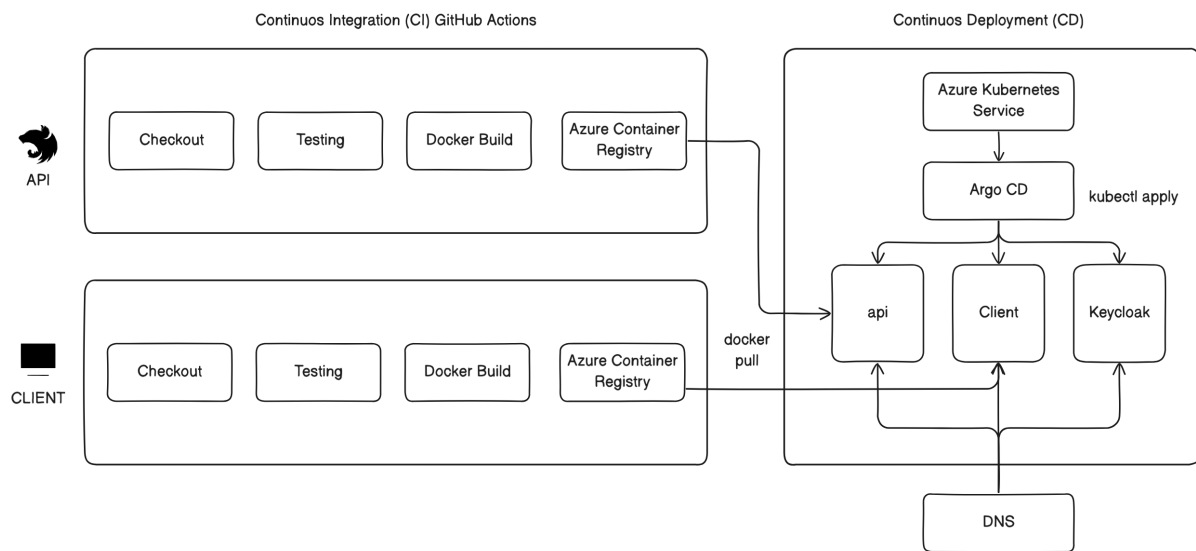 Continuos Integration (CI) GitHub Actions
Continuos Deployment (CD)
API
Checkout
Testing
Docker Build
Azure Container
Registry
CLIENT
Checkout
Testing
Docker Build
Azure Container
Registry
docker
pull
Azure Kubernetes
Service
Argo CD
kubectl apply
api
Client
Keycloak
DNS